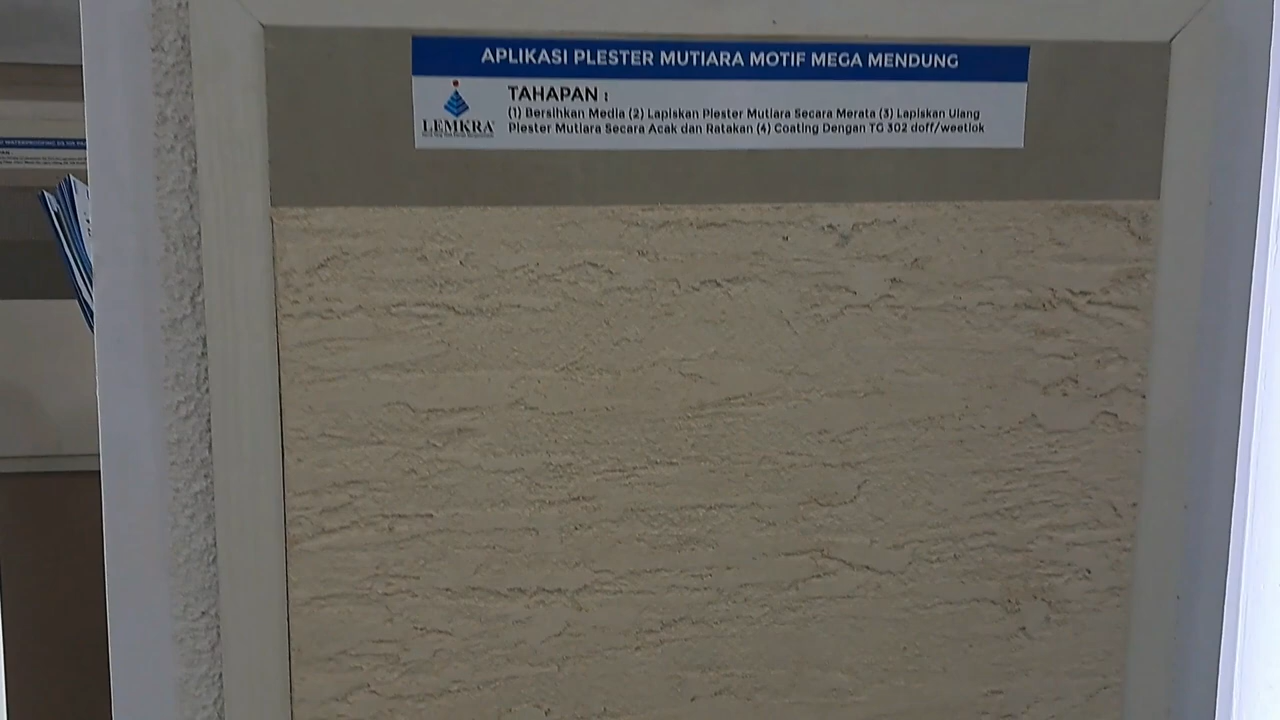 APLIKASI PLESTER MUTIARA MOTIF MEGA MENDUNG
TAHAPAN :
(1) Bersihkan Media (2) Lapiskan Plester Mutiara Secara Merata (3) Lapiskan Ulang
Plester Mutiara Secara Acak dan Ratakan (4) Coating Dengan TG 302 doff/weetlok
LEMKRA